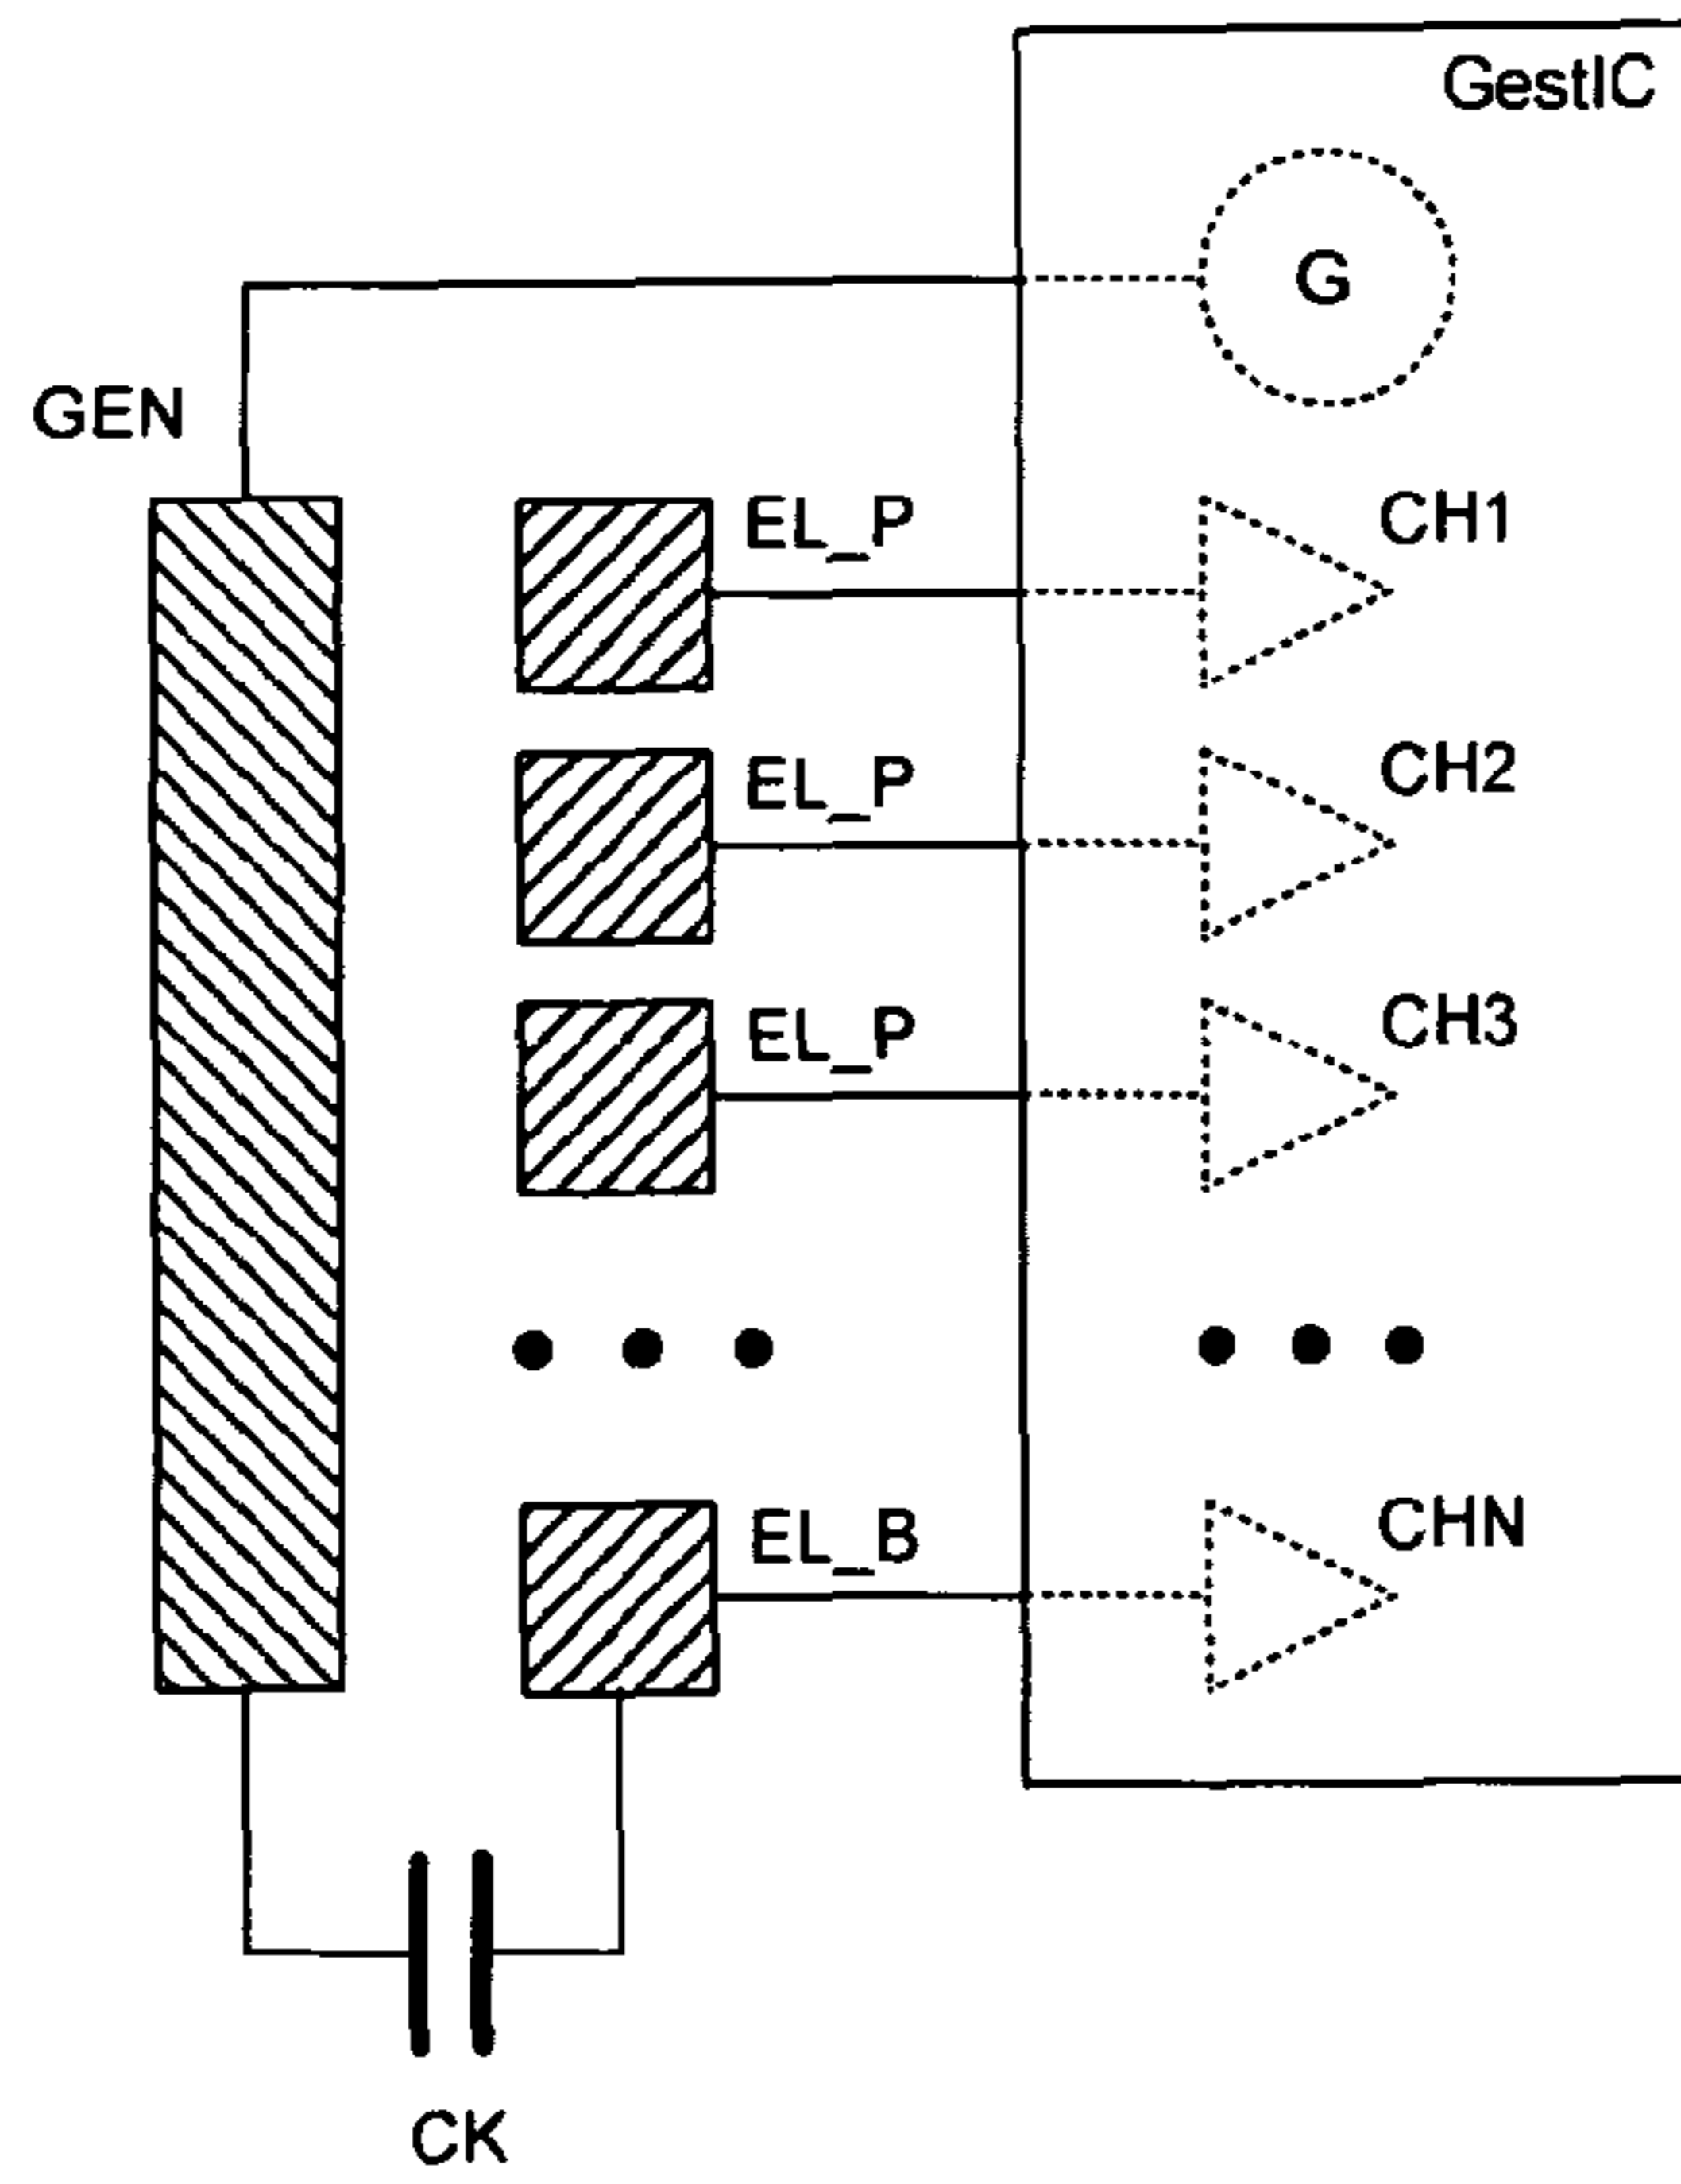 GestIC
G
GEN
EL_P
CH1
EL_P
CH2
EL_P
CH3
EL_B
CHN
CK